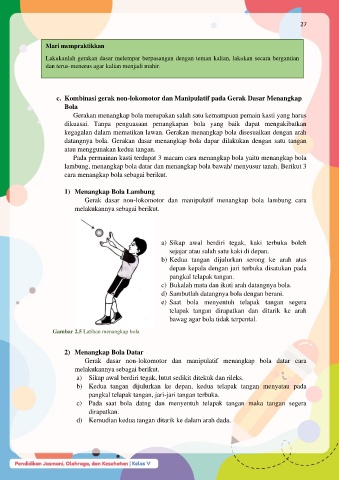 27
Mari mempraktikkan
Lakukanlah gerakan dasar melempar berpasangan dengan teman kalian, lakukan secara bergantian
dan terus-menerus agar kalian menjadi mahir.
c. Kombinasi gerak non-lokomotor dan Manipulatif pada Gerak Dasar Menangkap
Bola
Gerakan menangkap bola merupakan salah satu kemampuan pemain kasti yang harus
dikuasai. Tanpa penguasaan penangkapan bola yang baik dapat mengakibatkan
kegagalan dalam mematikan lawan. Gerakan menangkap bola disesuaikan dengan arah
datangnya bola. Gerakan dasar menangkap bola dapat dilakukan dengan satu tangan
atau menggunakan kedua tangan.
Pada permainan kasti terdapat 3 macam cara menangkap bola yaitu menangkap bola
lambung, menangkap bola datar dan menangkap bola bawah/ menyusur tanah. Berikut 3
cara menangkap bola sebagai berikut.
1) Menangkap Bola Lambung
Gerak dasar non-lokomotor dan manipulatif menangkap bola lambung cara
melakukannya sebagai berikut.
a) Sikap awal berdiri tegak, kaki terbuka boleh
sejajar atau salah satu kaki di depan.
b) Kedua tangan dijulurkan serong ke arah atas
depan kepala dengan jari terbuka disatukan pada
pangkal telapak tangan.
c) Bukalah mata dan ikuti arah datangnya bola.
d) Sambutlah datangnya bola dengan berani.
e) Saat bola menyentuh telapak tangan segera
telapak tangan dirapatkan dan ditarik ke arah
bawag agar bola tidak terpental.
Gambar 2.5 Latihan menangkap bola
2) Menangkap Bola Datar
Gerak dasar non-lokomotor dan manipulatif menangkap bola datar cara
melakukannya sebagai berikut.
a) Sikap awal berdiri tegak, lutut sedikit ditekuk dan rileks.
b) Kedua tangan dijulurkan ke depan, kedua telapak tangan menyatau pada
pangkal telapak tangan, jari-jari tangan terbuka.
c) Pada saat bola datng dan menyentuh telapak tangan maka tangan segera
dirapatkan.
d) Kemudian kedua tangan ditarik ke dalam arah dada.
Pendidikan Jasmani, Olahraga, dan Kesehatan | Kelas V